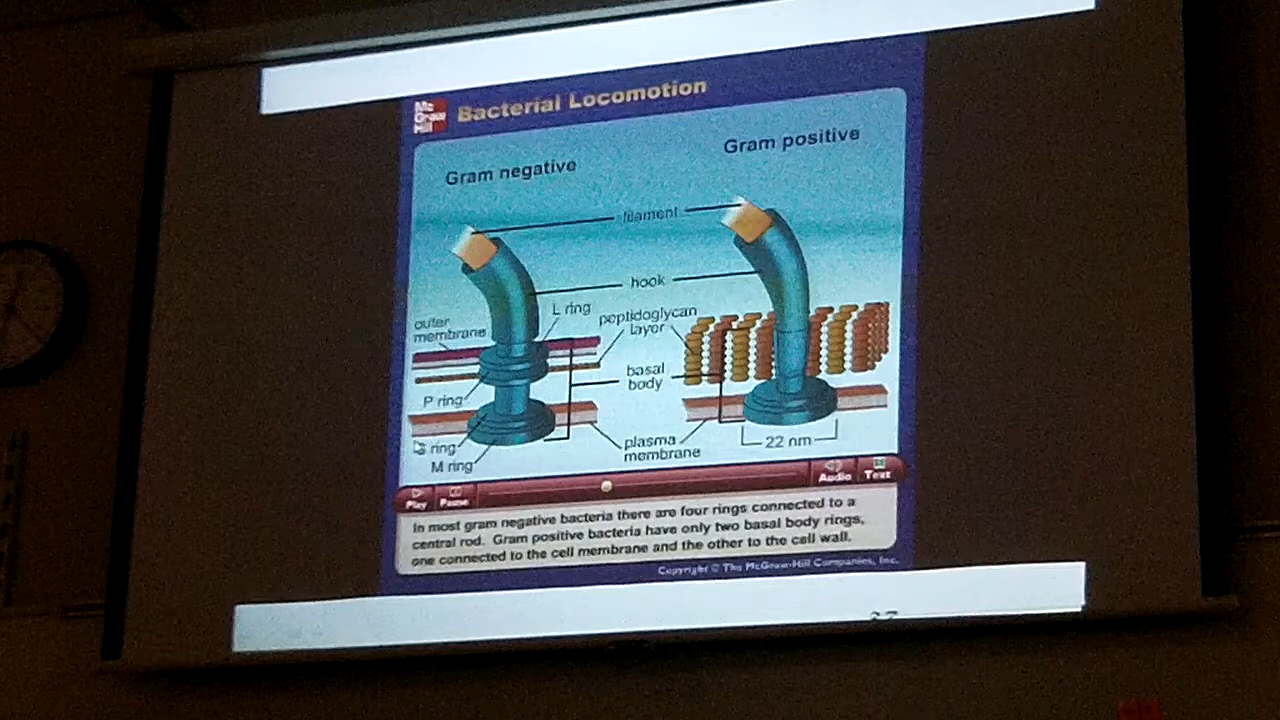 Mc
Graw
Hill
Bacterial Locomotion
Gram negative
Gram positive
filament
hook
L ring
outer
membrane
peptidoglycan
layer
basal
body
P ring
S ring
M ring
plasma
membrane
22 nm
Play
Pause
Audio
Text
In most gram negative bacteria there are four rings connected to a
central rod. Gram positive bacteria have only two basal body rings,
one connected to the cell membrane and the other to the cell wall.
Copyright © The McGraw-Hill Companies, Inc.